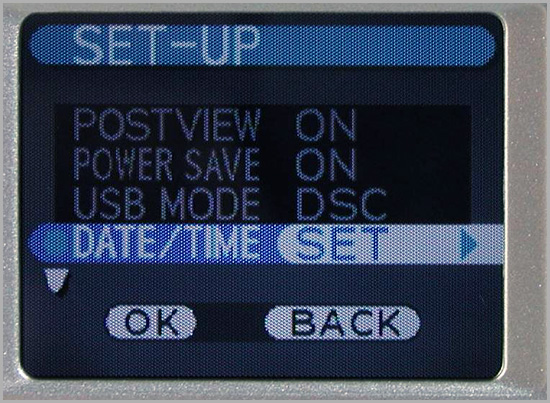 SET-UP
POSTVIEW ON
POWER SAVE ON
USB MODE DSC
DATE/TIME SET
OK BACK